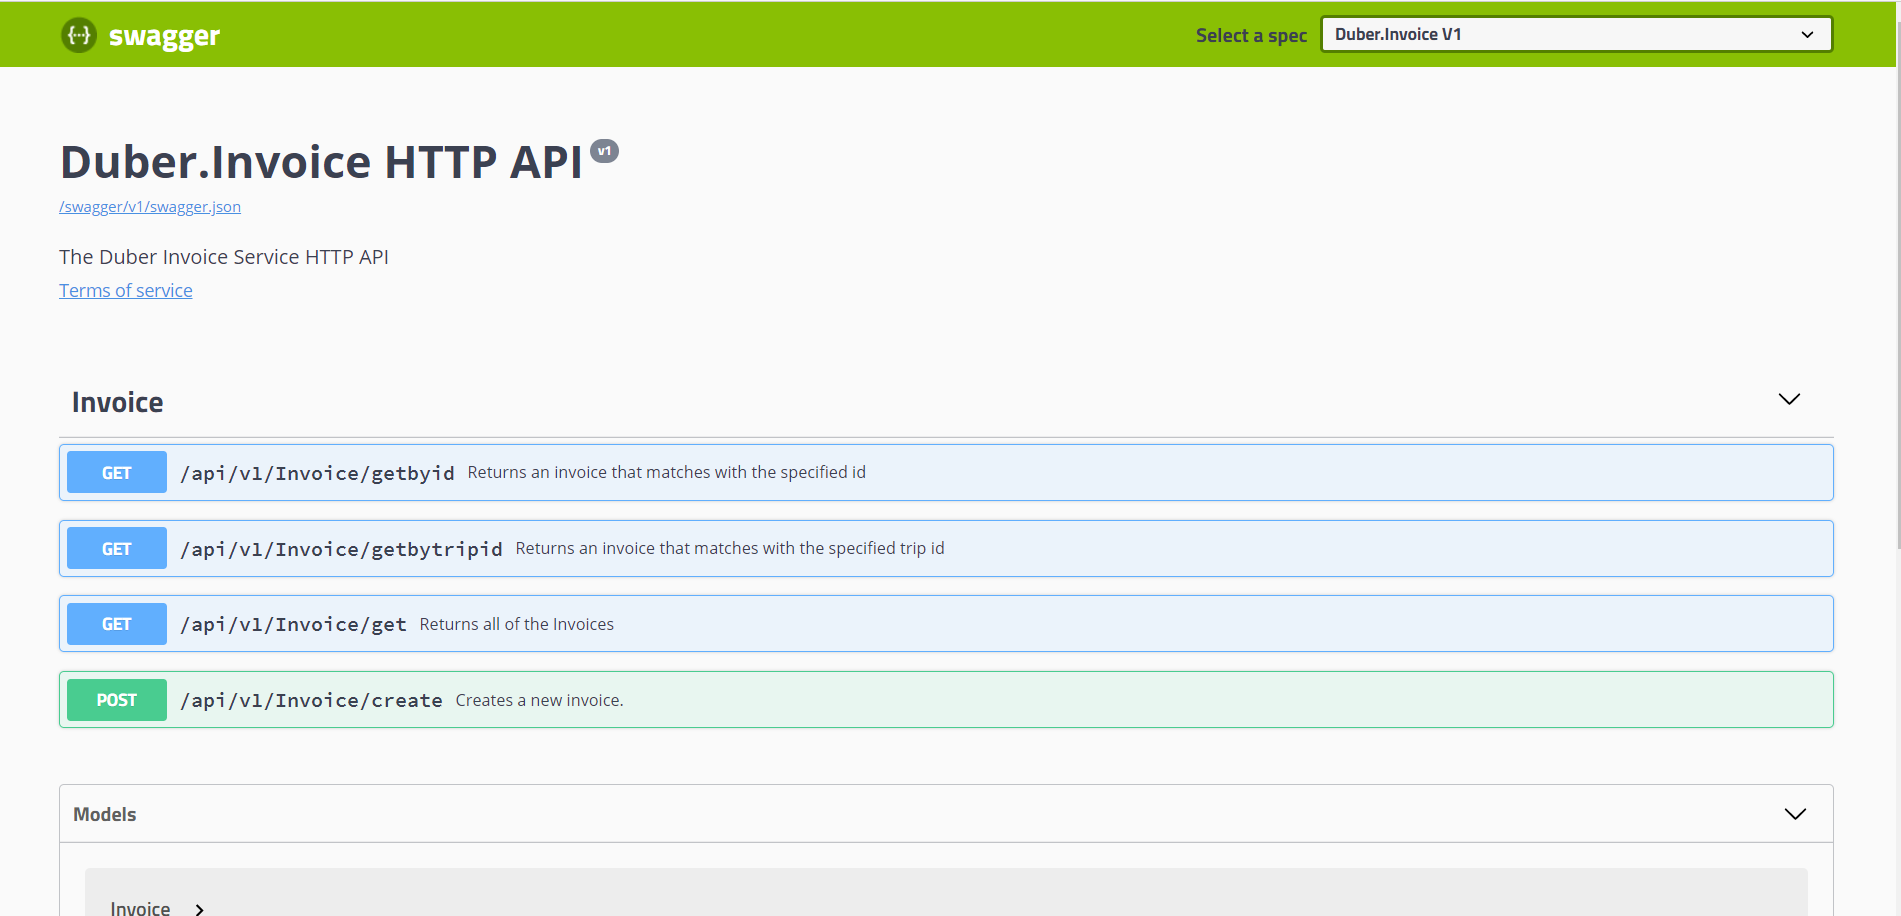 {···} swagger
Select a spec Duber.Invoice V1
Duber.Invoice HTTP API v1
/swagger/v1/swagger.json
The Duber Invoice Service HTTP API
Terms of service
Invoice
GET /api/v1/Invoice/getbyid Returns an invoice that matches with the specified id
GET /api/v1/Invoice/getbytripid Returns an invoice that matches with the specified trip id
GET /api/v1/Invoice/get Returns all of the Invoices
POST /api/v1/Invoice/create Creates a new invoice.
Models
Invoice